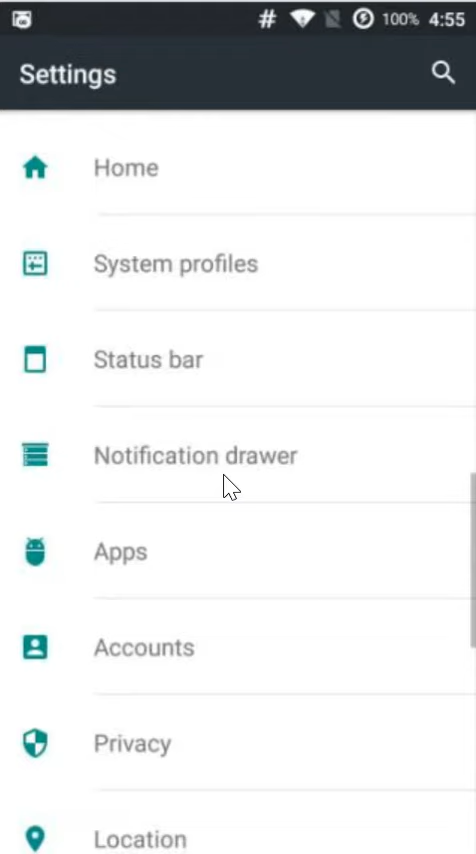 # 100% 4:55
Settings
Home
System profiles
Status bar
Notification drawer
Apps
Accounts
Privacy
Location